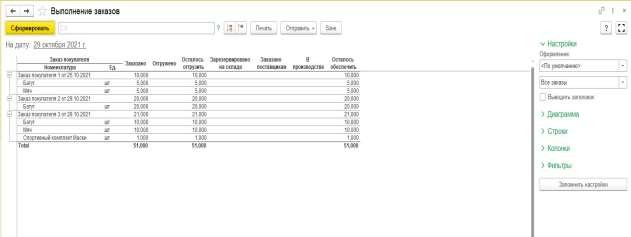 Выполнение заказов
Сформировать ? Печать Отправить Еще ?
На дату: 29 октября 2021 г.
Заказ покупателя Заказано Отгружено Осталось отгрузить Зарезервировано на складе Заказано поставщикам В производстве Осталось обеспечить
Номенклатура Ед.
Заказ покупателя 1 от 25.10.2021 10,000 10,000 10,000
Батут шт 5,000 5,000 5,000
Мяч шт 5,000 5,000 5,000
Заказ покупателя 2 от 29.10.2021 20,000 20,000 20,000
Батут шт 20,000 20,000 20,000
Заказ покупателя 3 от 29.10.2021 21,000 21,000 21,000
Батут шт 10,000 10,000 10,000
Мяч шт 10,000 10,000 10,000
Спортивный комплект Маски шт 1,000 1,000 1,000
Total 51,000 51,000 51,000
Настройки
Оформление:
<По умолчанию>
Все заказы
Выводить заголовок
Диаграмма
Строки
Колонки
Фильтры
Запомнить настройки